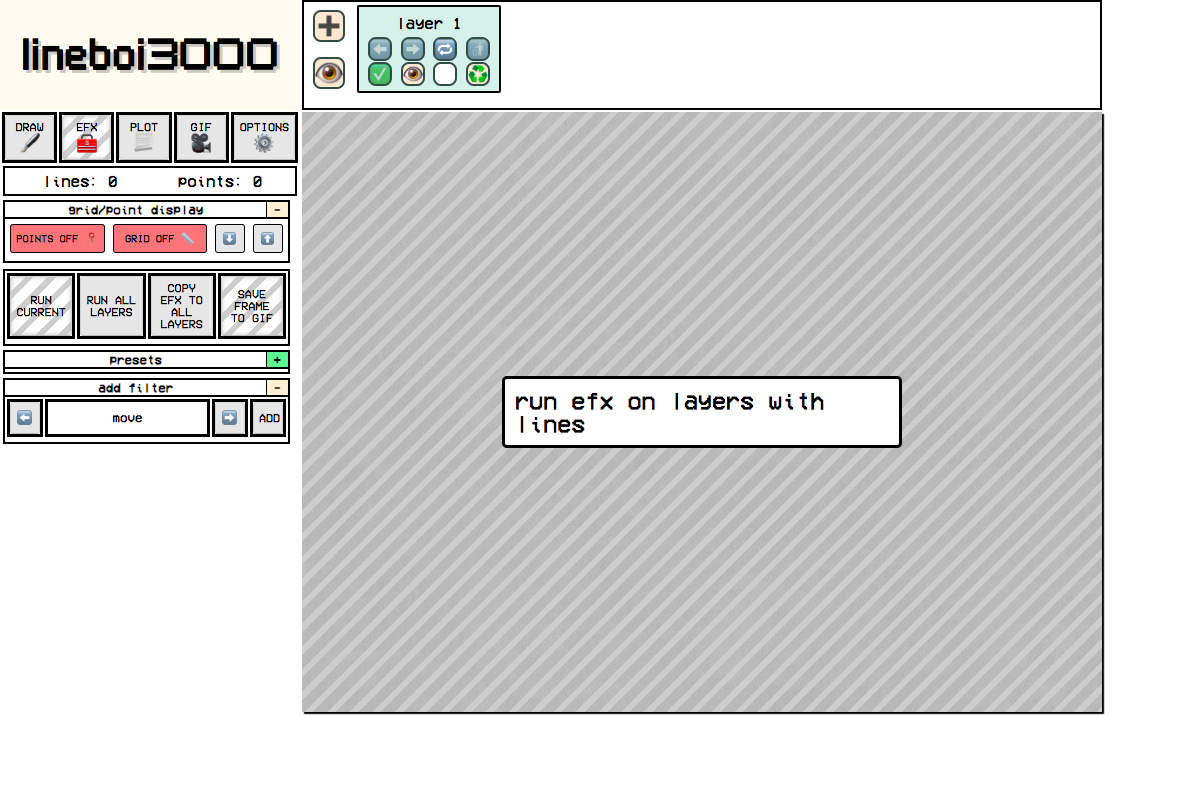 lineboi3000
layer 1
DRAW
EFX
PLOT
GIF
OPTIONS
lines: 0 points: 0
grid/point display -
POINTS OFF
GRID OFF
RUN CURRENT
RUN ALL LAYERS
COPY EFX TO ALL LAYERS
SAVE FRAME TO GIF
presets +
add filter -
move
ADD
run efx on layers with
lines